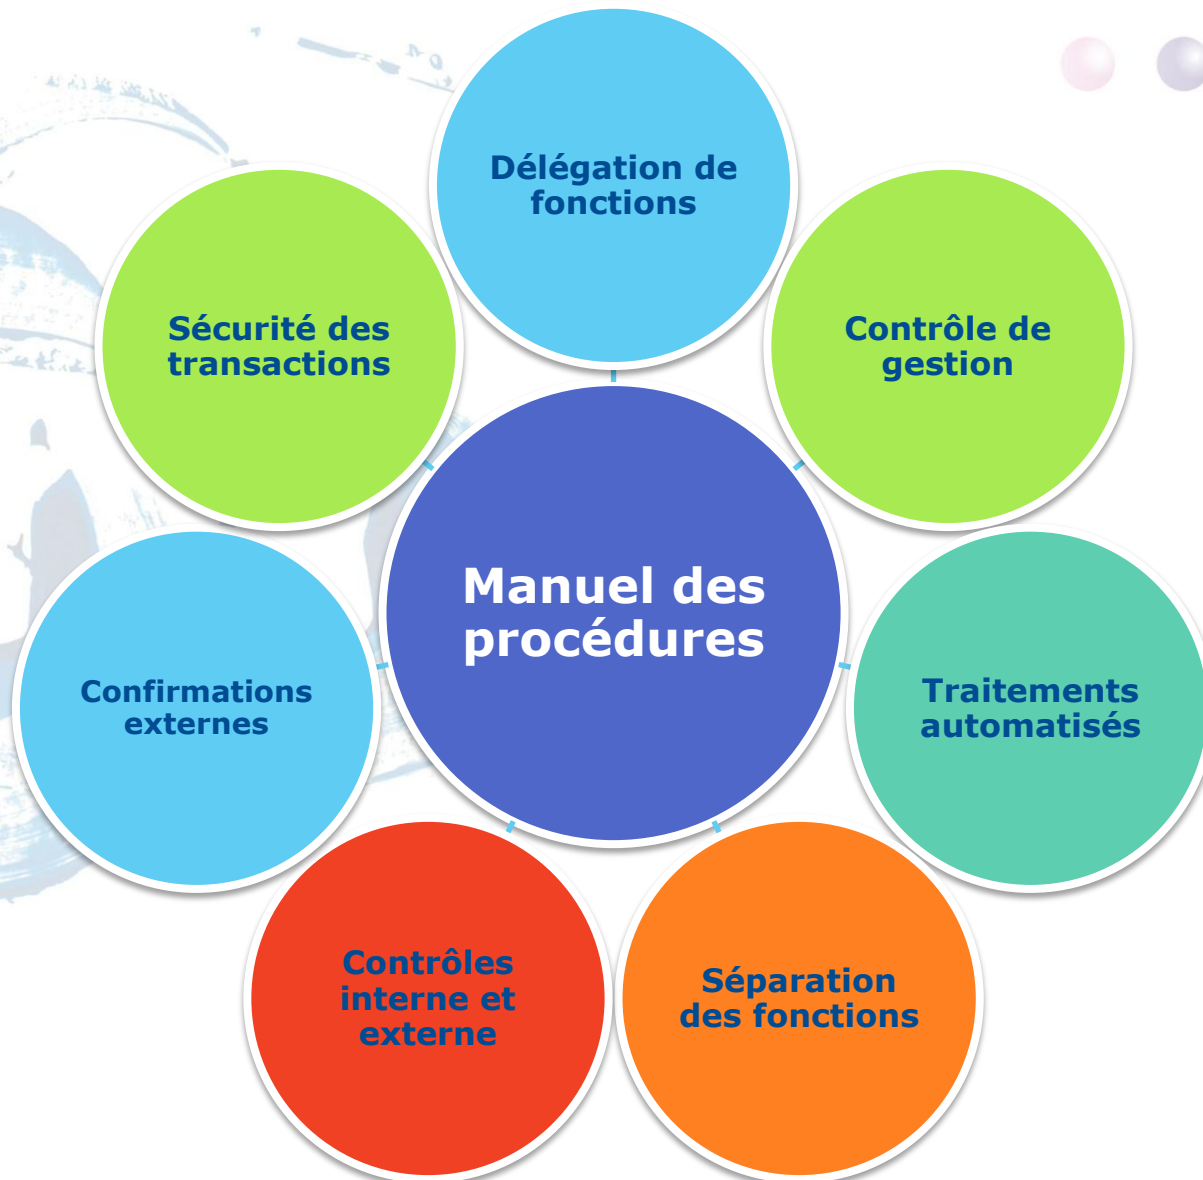 Délégation de
fonctions
Sécurité des
transactions
Contrôle de
gestion
Manuel des
procédures
Confirmations
externes
Traitements
automatisés
Contrôles
interne et
externe
Séparation
des fonctions